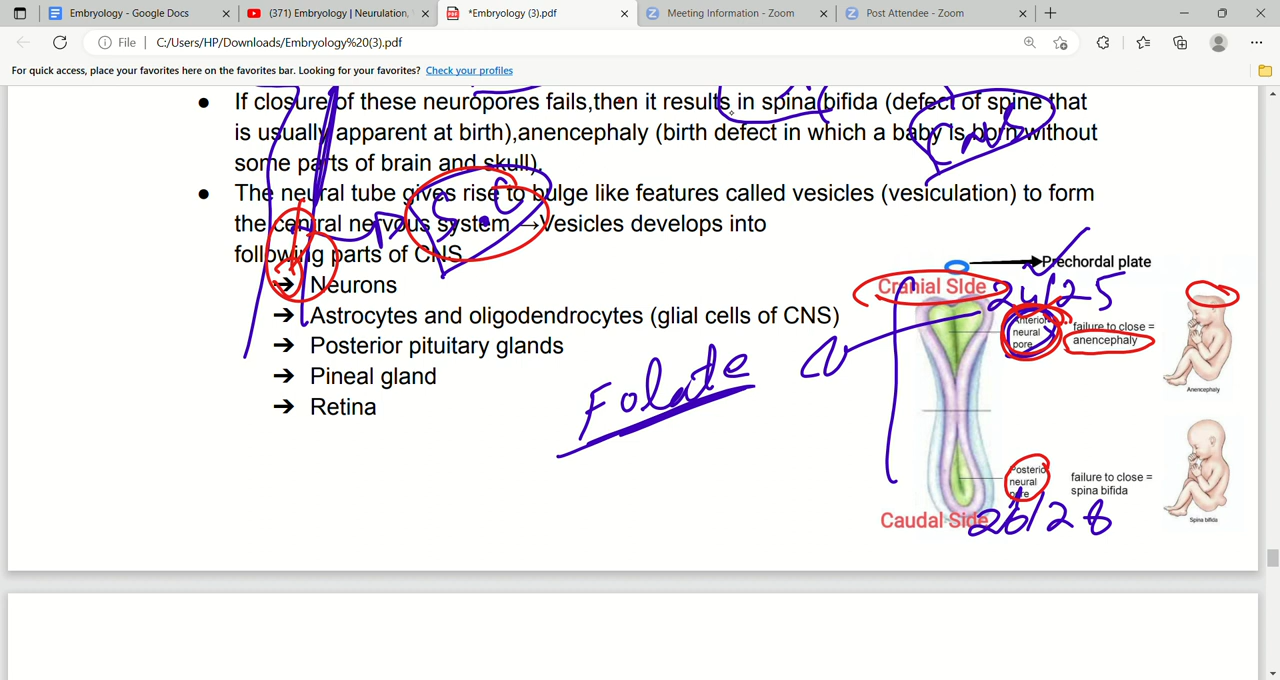 Embryology - Google Docs
(371) Embryology | Neurulation,
*Embryology (3).pdf
Meeting Information - Zoom
Post Attendee - Zoom
File
C:/Users/HP/Downloads/Embryology%20(3).pdf
For quick access, place your favorites here on the favorites bar. Looking for your favorites? Check your profiles
● If closure of these neuropores fails,then it results in spina bifida (defect of spine that
is usually apparent at birth),anencephaly (birth defect in which a baby is born without
some parts of brain and skull).
CNS
● The neural tube gives rise to bulge like features called vesicles (vesiculation) to form
the central nervous system →Vesicles develops into
following parts of CNS
S.C
➔ Neurons
➔ Astrocytes and oligodendrocytes (glial cells of CNS)
➔ Posterior pituitary glands
➔ Pineal gland
➔ Retina
Folate
Prechordal plate
Cranial SIde
24/25
Anterior
neural
pore
failure to close =
anencephaly
Anencephaly
Posterior
neural
pore
failure to close =
spina bifida
Spina bifida
Caudal Side
26/28